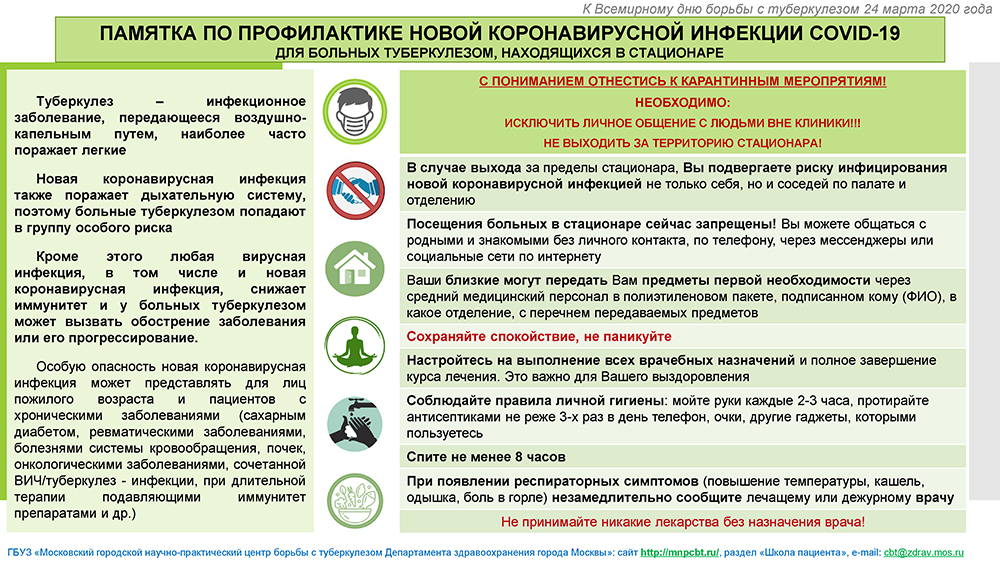 К Всемирному дню борьбы с туберкулезом 24 марта 2020 года
ПАМЯТКА ПО ПРОФИЛАКТИКЕ НОВОЙ КОРОНАВИРУСНОЙ ИНФЕКЦИИ COVID-19
ДЛЯ БОЛЬНЫХ ТУБЕРКУЛЕЗОМ, НАХОДЯЩИХСЯ В СТАЦИОНАРЕ
Туберкулез – инфекционное
заболевание, передающееся воздушно-
капельным путем, наиболее часто
поражает легкие
Новая коронавирусная инфекция
также поражает дыхательную систему,
поэтому больные туберкулезом попадают
в группу особого риска
Кроме этого любая вирусная
инфекция, в том числе и новая
коронавирусная инфекция, снижает
иммунитет и у больных туберкулезом
может вызвать обострение заболевания
или его прогрессирование.
Особую опасность новая коронавирусная
инфекция может представлять для лиц
пожилого возраста и пациентов с
хроническими заболеваниями (сахарным
диабетом, ревматическими заболеваниями,
болезнями системы кровообращения, почек,
онкологическими заболеваниями, сочетанной
ВИЧ/туберкулез - инфекции, при длительной
терапии подавляющими иммунитет
препаратами и др.)
С ПОНИМАНИЕМ ОТНЕСТИСЬ К КАРАНТИННЫМ МЕРОПРЯТИЯМ!
НЕОБХОДИМО:
ИСКЛЮЧИТЬ ЛИЧНОЕ ОБЩЕНИЕ С ЛЮДЬМИ ВНЕ КЛИНИКИ!!!
НЕ ВЫХОДИТЬ ЗА ТЕРРИТОРИЮ СТАЦИОНАРА!
В случае выхода за пределы стационара, Вы подвергаете риску инфицирования
новой коронавирусной инфекцией не только себя, но и соседей по палате и
отделению
Посещения больных в стационаре сейчас запрещены! Вы можете общаться с
родными и знакомыми без личного контакта, по телефону, через мессенджеры или
социальные сети по интернету
Ваши близкие могут передать Вам предметы первой необходимости через
средний медицинский персонал в полиэтиленовом пакете, подписанном кому (ФИО), в
какое отделение, с перечнем передаваемых предметов
Сохраняйте спокойствие, не паникуйте
Настройтесь на выполнение всех врачебных назначений и полное завершение
курса лечения. Это важно для Вашего выздоровления
Соблюдайте правила личной гигиены: мойте руки каждые 2-3 часа, протирайте
антисептиками не реже 3-х раз в день телефон, очки, другие гаджеты, которыми
пользуетесь
Спите не менее 8 часов
При появлении респираторных симптомов (повышение температуры, кашель,
одышка, боль в горле) незамедлительно сообщите лечащему или дежурному врачу
Не принимайте никакие лекарства без назначения врача!
ГБУЗ «Московский городской научно-практический центр борьбы с туберкулезом Департамента здравоохранения города Москвы»: сайт http://mnpcbt.ru/, раздел «Школа пациента», e-mail: cbt@zdrav.mos.ru